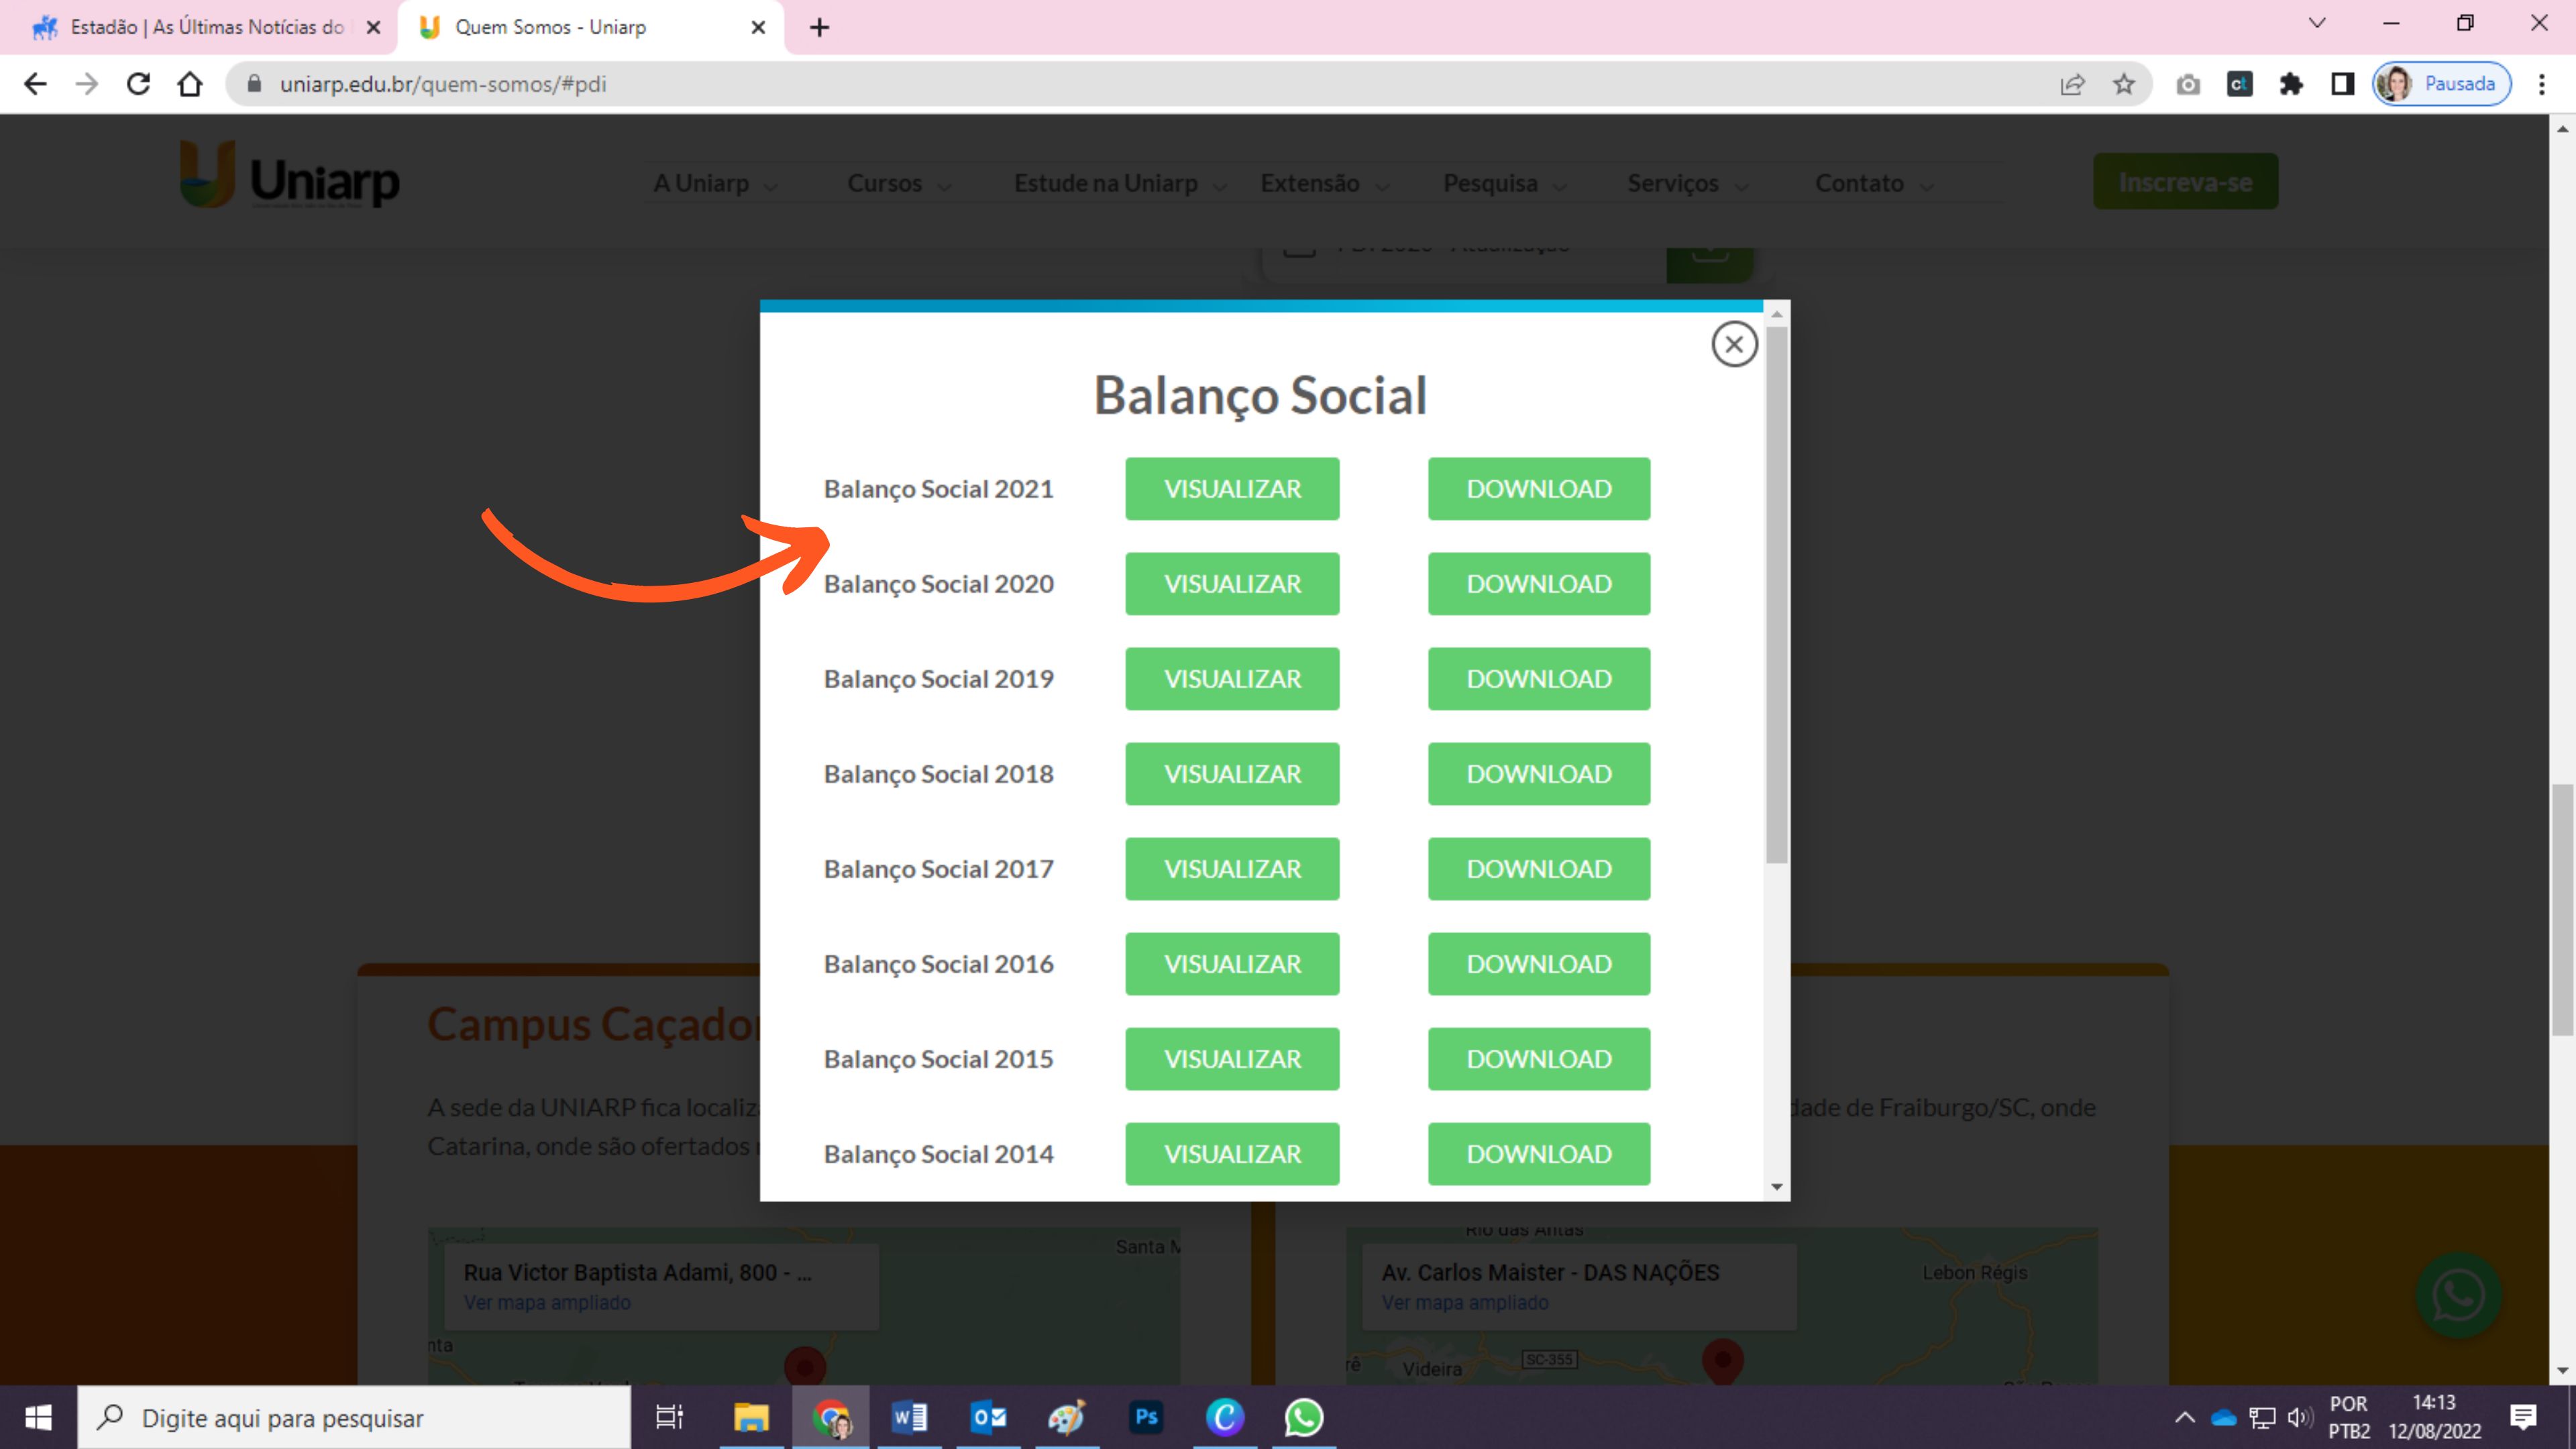 Estadão | As Últimas Notícias do
Quem Somos - Uniarp
uniarp.edu.br/quem-somos/#pdi
ct
Pausada
Uniarp
A Uniarp
Cursos
Estude na Uniarp
Extensão
Pesquisa
Serviços
Contato
Inscreva-se
Balanço Social
Balanço Social 2021 VISUALIZAR DOWNLOAD
Balanço Social 2020 VISUALIZAR DOWNLOAD
Balanço Social 2019 VISUALIZAR DOWNLOAD
Balanço Social 2018 VISUALIZAR DOWNLOAD
Balanço Social 2017 VISUALIZAR DOWNLOAD
Balanço Social 2016 VISUALIZAR DOWNLOAD
Balanço Social 2015 VISUALIZAR DOWNLOAD
Balanço Social 2014 VISUALIZAR DOWNLOAD
Campus Caçador
A sede da UNIARP fica
Catarina, onde são ofertados
de Fraiburgo/SC, onde
Santa
Rua Victor Baptista Adami, 800 - ...
Ver mapa ampliado
Rio das Antas
Av. Carlos Maister - DAS NAÇÕES
Ver mapa ampliado
Lebon Régis
Videira
SC-355
Digite aqui para pesquisar
Ps
POR
PTB2
14:13
12/08/2022